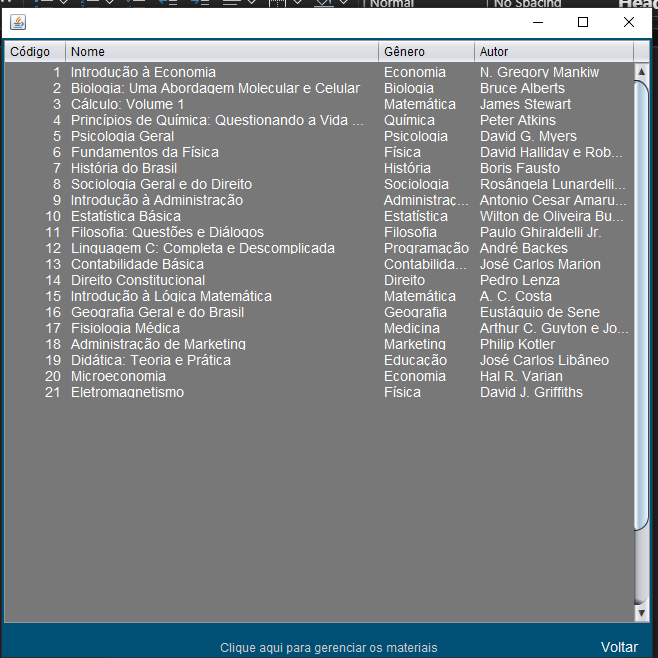 Normal No Spacing Head
Código Nome Gênero Autor
1 Introdução à Economia Economia N. Gregory Mankiw
2 Biologia: Uma Abordagem Molecular e Celular Biologia Bruce Alberts
3 Cálculo: Volume 1 Matemática James Stewart
4 Princípios de Química: Questionando a Vida ... Química Peter Atkins
5 Psicologia Geral Psicologia David G. Myers
6 Fundamentos da Física Física David Halliday e Rob...
7 História do Brasil História Boris Fausto
8 Sociologia Geral e do Direito Sociologia Rosângela Lunardelli...
9 Introdução à Administração Administraç... Antonio Cesar Amaru...
10 Estatística Básica Estatística Wilton de Oliveira Bu...
11 Filosofia: Questões e Diálogos Filosofia Paulo Ghiraldelli Jr.
12 Linguagem C: Completa e Descomplicada Programação André Backes
13 Contabilidade Básica Contabilida... José Carlos Marion
14 Direito Constitucional Direito Pedro Lenza
15 Introdução à Lógica Matemática Matemática A. C. Costa
16 Geografia Geral e do Brasil Geografia Eustáquio de Sene
17 Fisiologia Médica Medicina Arthur C. Guyton e Jo...
18 Administração de Marketing Marketing Philip Kotler
19 Didática: Teoria e Prática Educação José Carlos Libâneo
20 Microeconomia Economia Hal R. Varian
21 Eletromagnetismo Física David J. Griffiths
Clique aqui para gerenciar os materiais Voltar